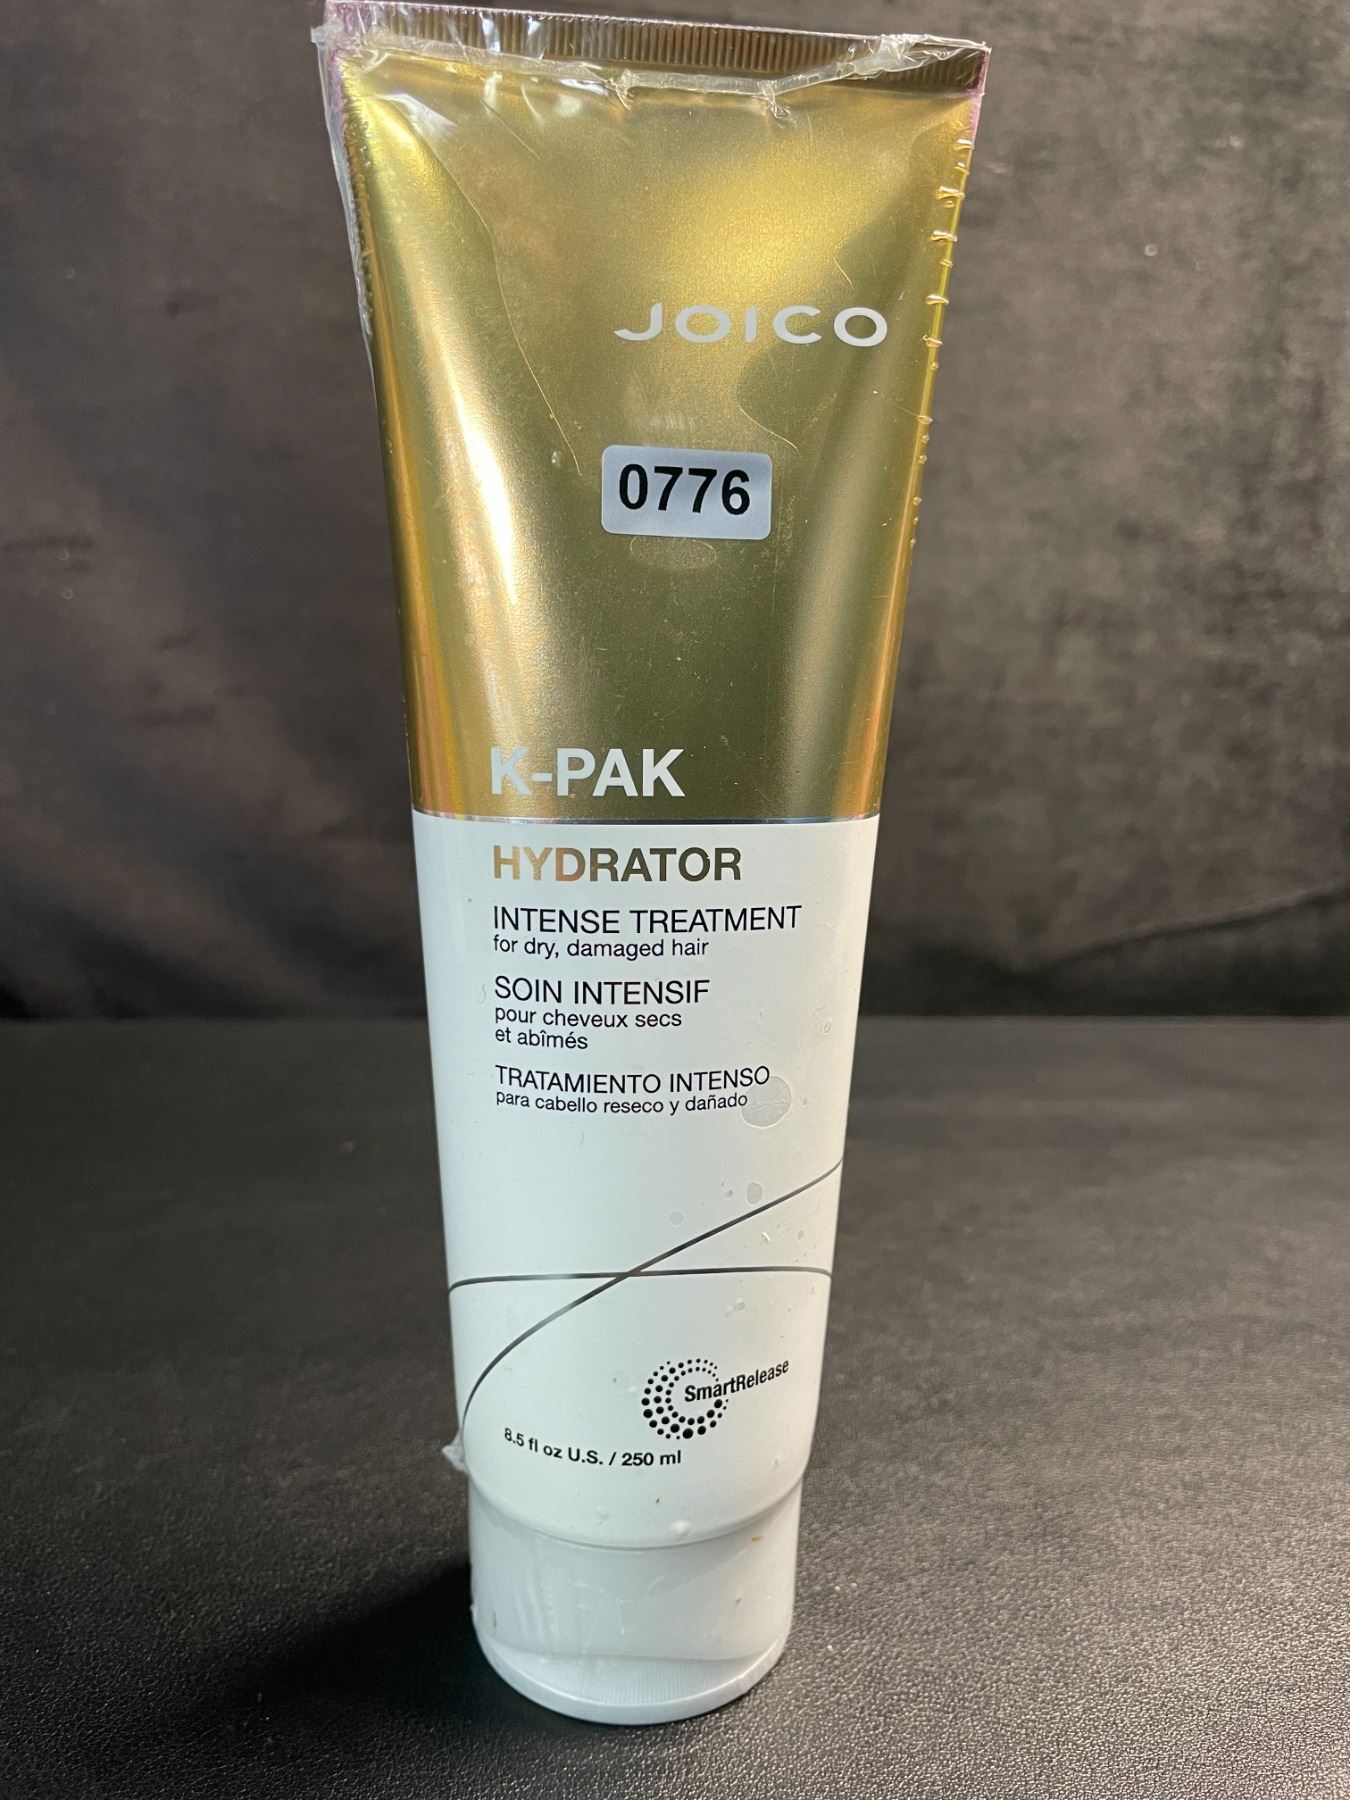 JOICO
0776
K-PAK
HYDRATOR
INTENSE TREATMENT
for dry, damaged hair
SOIN INTENSIF
pour cheveux secs
et abîmés
TRATAMIENTO INTENSO
para cabello reseco y dañado
SmartRelease
8.5 fl oz U.S. / 250 ml